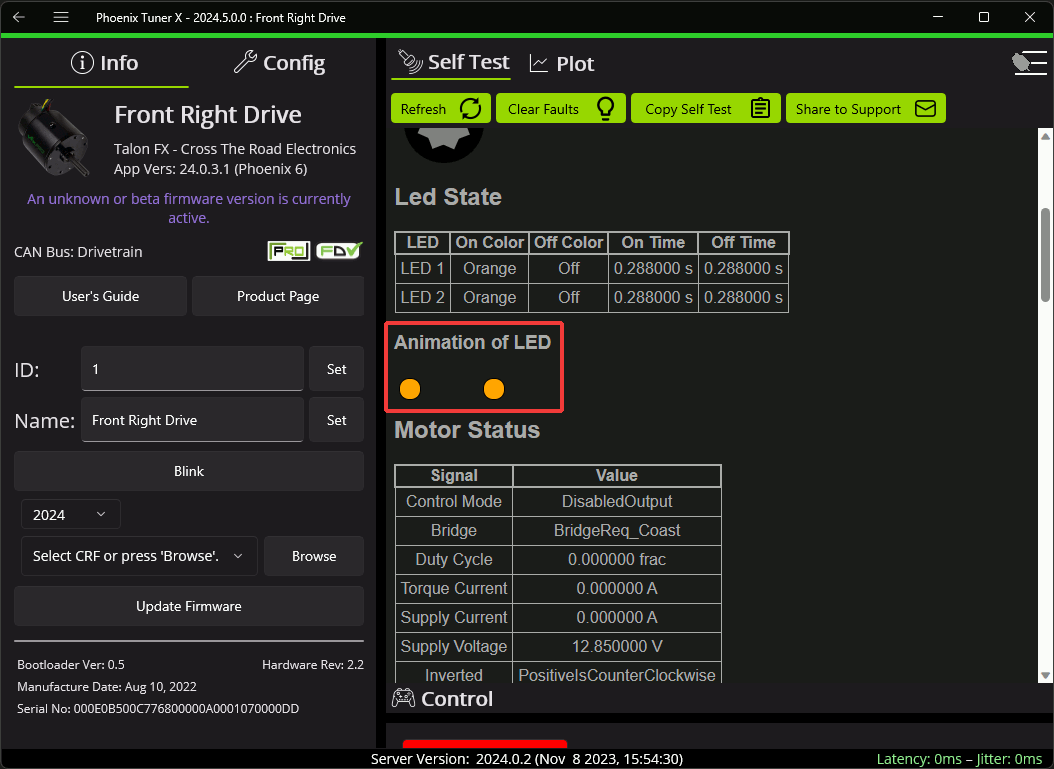 Phoenix Tuner X - 2024.5.0.0 : Front Right Drive
Info
Config
Front Right Drive
Talon FX - Cross The Road Electronics
App Vers: 24.0.3.1 (Phoenix 6)
An unknown or beta firmware version is currently
active.
CAN Bus: Drivetrain
PRO FDV
User's Guide
Product Page
ID:
1
Set
Name:
Front Right Drive
Set
Blink
2024
Select CRF or press 'Browse'.
Browse
Update Firmware
Bootloader Ver: 0.5
Hardware Rev: 2.2
Manufacture Date: Aug 10, 2022
Serial No: 000E0B500C776800000A0001070000DD
Self Test
Plot
Refresh
Clear Faults
Copy Self Test
Share to Support
Led State
LED On Color Off Color On Time Off Time
LED 1 Orange Off 0.288000 s 0.288000 s
LED 2 Orange Off 0.288000 s 0.288000 s
Animation of LED
Motor Status
Signal Value
Control Mode DisabledOutput
Bridge BridgeReq_Coast
Duty Cycle 0.000000 frac
Torque Current 0.000000 A
Supply Current 0.000000 A
Supply Voltage 12.850000 V
Inverted PositiveIsCounterClockwise
Control
Server Version: 2024.0.2 (Nov 8 2023, 15:54:30)
Latency: 0ms – Jitter: 0ms